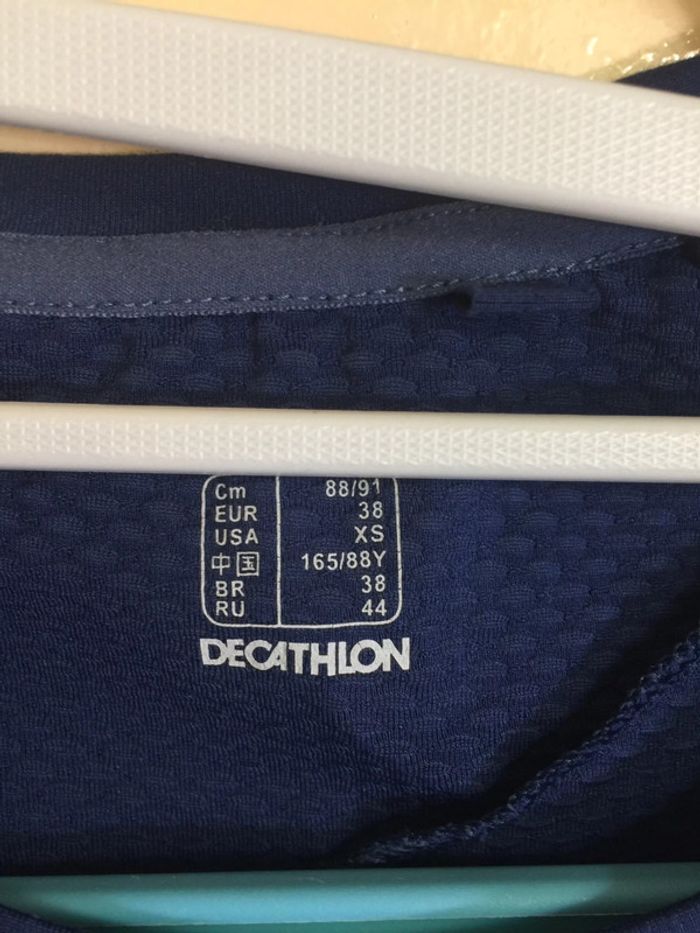 Cm 88/91
EUR 38
USA XS
中国 165/88Y
BR 38
RU 44
DECATHLON